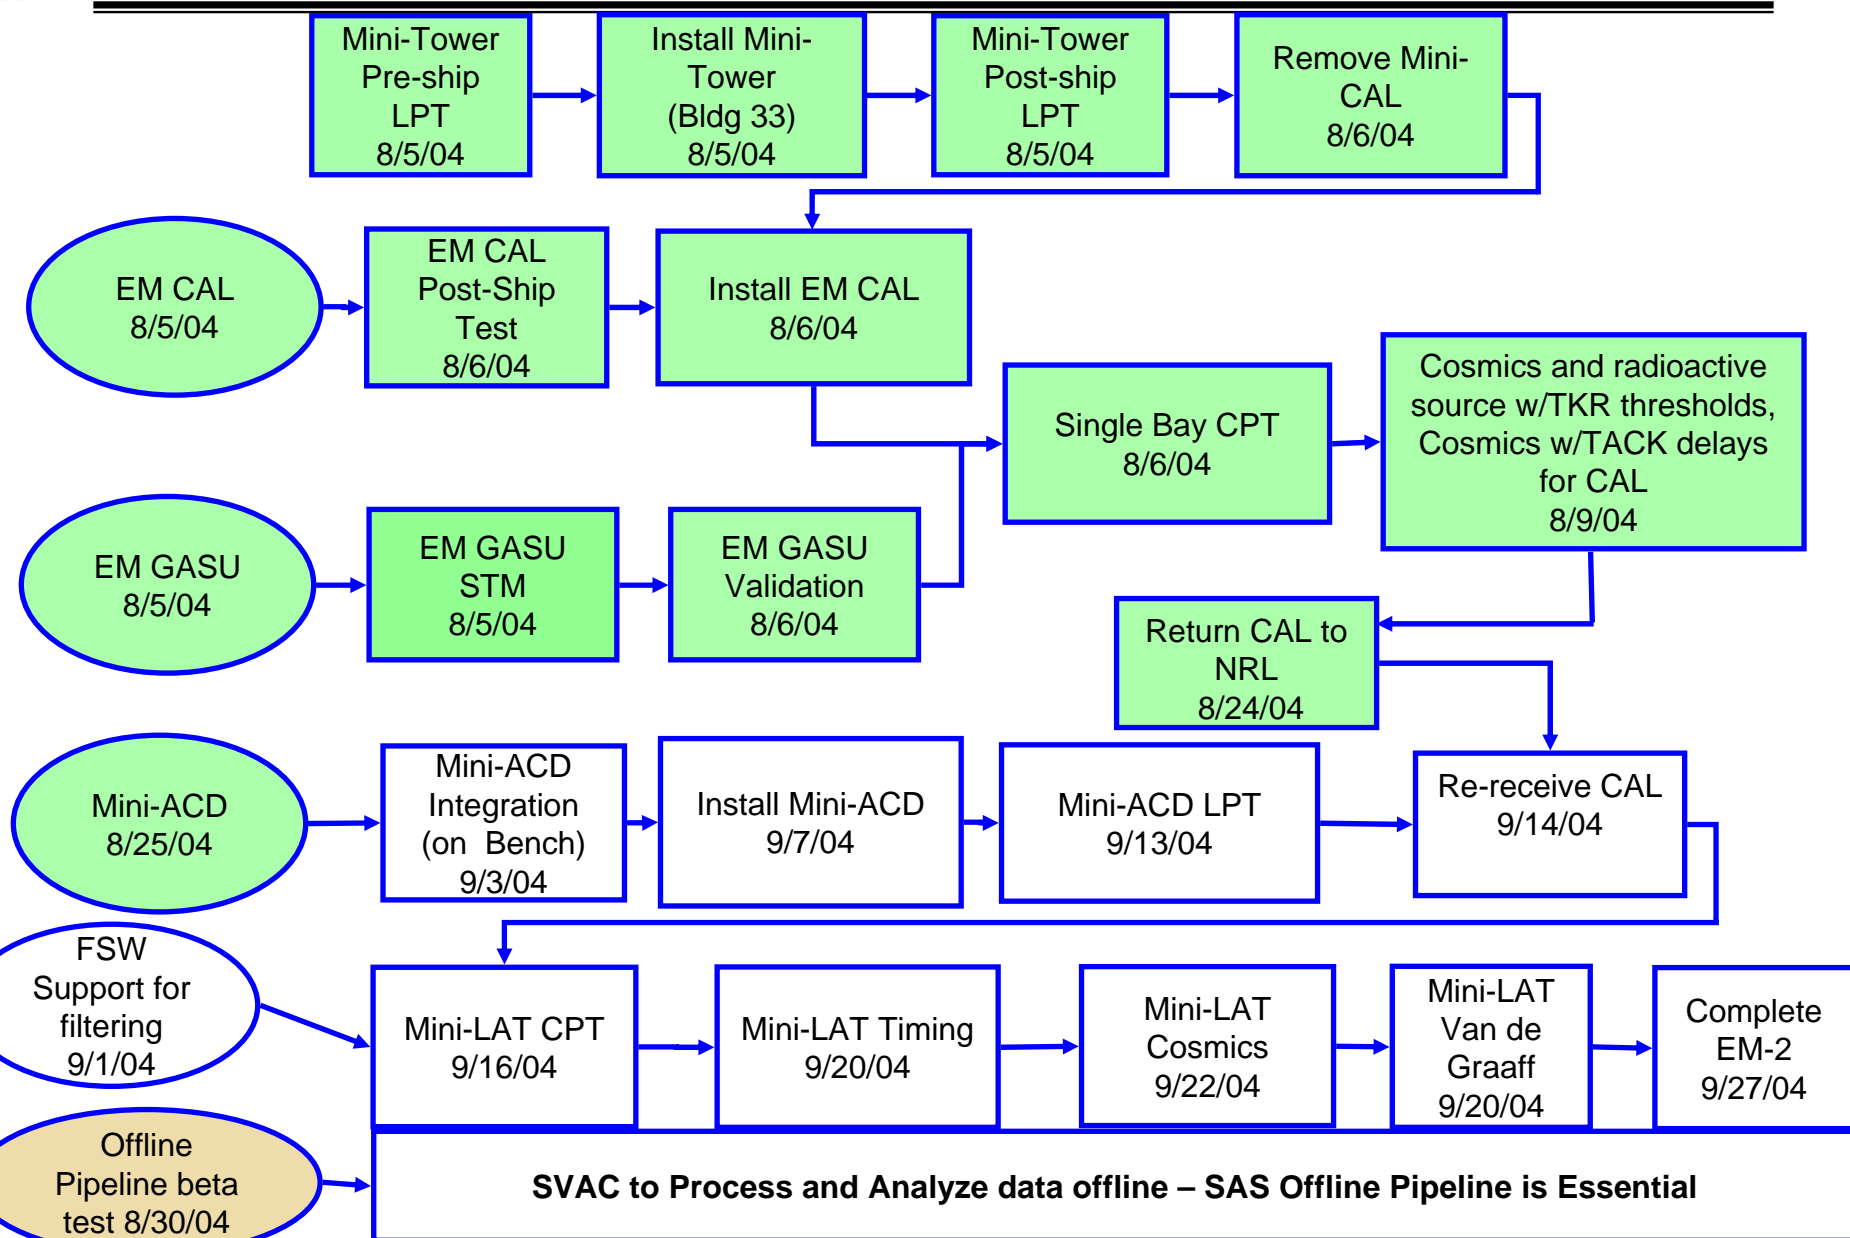 Mini-Tower
Pre-ship
LPT
8/5/04
Install Mini-
Tower
(Bldg 33)
8/5/04
Mini-Tower
Post-ship
LPT
8/5/04
Remove Mini-
CAL
8/6/04
EM CAL
8/5/04
EM CAL
Post-Ship
Test
8/6/04
Install EM CAL
8/6/04
Single Bay CPT
8/6/04
Cosmics and radioactive
source w/TKR thresholds,
Cosmics w/TACK delays
for CAL
8/9/04
EM GASU
8/5/04
EM GASU
STM
8/5/04
EM GASU
Validation
8/6/04
Return CAL to
NRL
8/24/04
Mini-ACD
8/25/04
Mini-ACD
Integration
(on Bench)
9/3/04
Install Mini-ACD
9/7/04
Mini-ACD LPT
9/13/04
Re-receive CAL
9/14/04
FSW
Support for
filtering
9/1/04
Mini-LAT CPT
9/16/04
Mini-LAT Timing
9/20/04
Mini-LAT
Cosmics
9/22/04
Mini-LAT
Van de
Graaff
9/20/04
Complete
EM-2
9/27/04
Offline
Pipeline beta
test 8/30/04
SVAC to Process and Analyze data offline – SAS Offline Pipeline is Essential